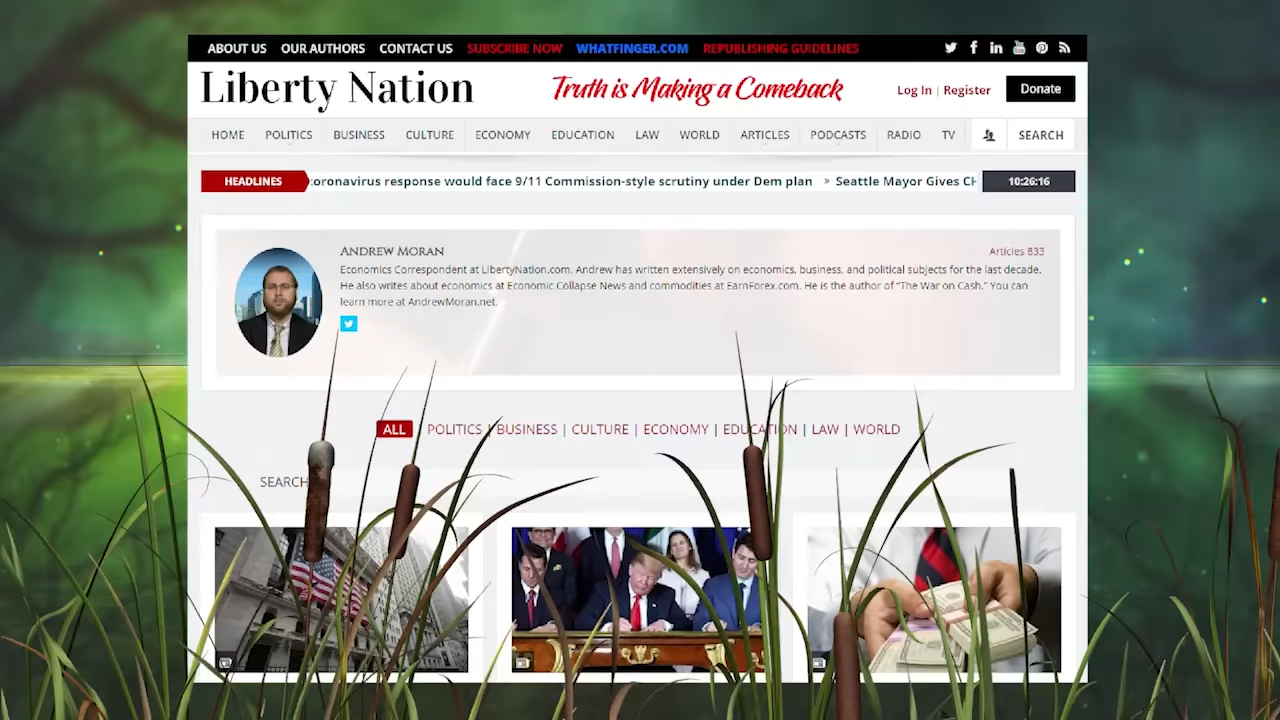 ABOUT US OUR AUTHORS CONTACT US SUBSCRIBE NOW WHATFINGER.COM REPUBLISHING GUIDELINES
Liberty Nation Truth is Making a Comeback Log In | Register Donate
HOME POLITICS BUSINESS CULTURE ECONOMY EDUCATION LAW WORLD ARTICLES PODCASTS RADIO TV SEARCH
HEADLINES coronavirus response would face 9/11 Commission-style scrutiny under Dem plan » Seattle Mayor Gives CH 10:26:16
ANDREW MORAN Articles 833
Economics Correspondent at LibertyNation.com. Andrew has written extensively on economics, business, and political subjects for the last decade.
He also writes about economics at Economic Collapse News and commodities at EarnForex.com. He is the author of "The War on Cash." You can
learn more at AndrewMoran.net.
ALL POLITICS | BUSINESS | CULTURE | ECONOMY | EDUCATION | LAW | WORLD
SEARCH